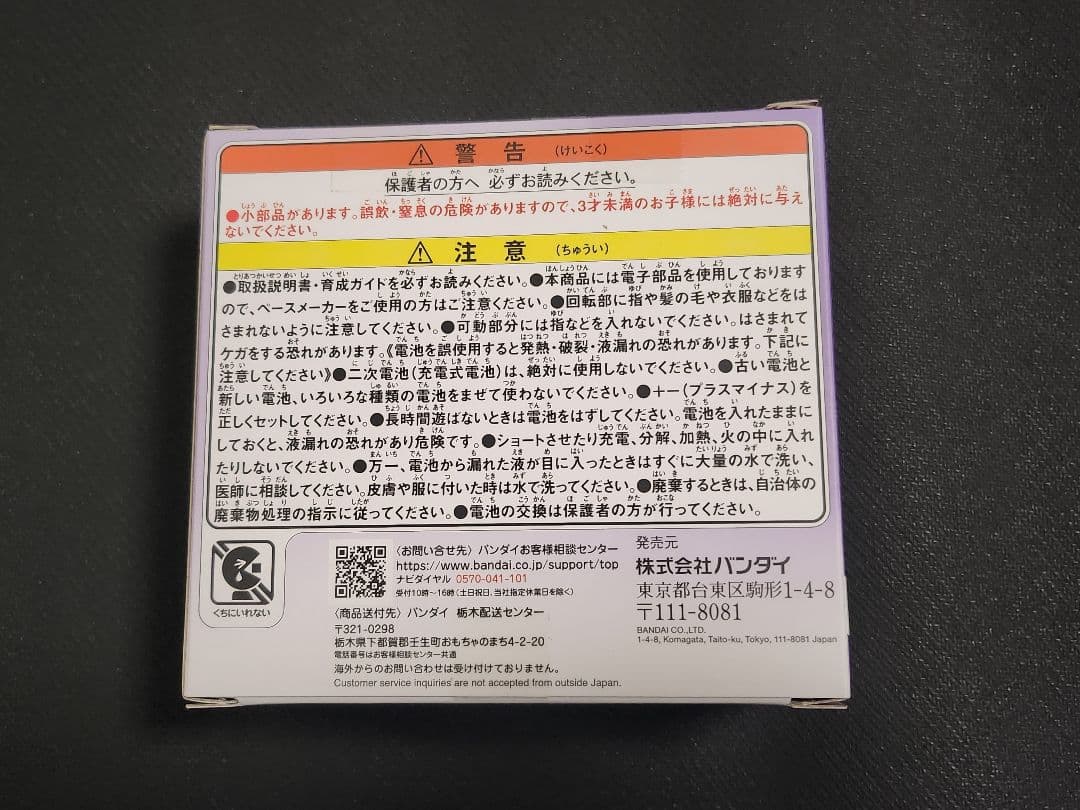 ⚠ 警告 (けいこく)
保護者の方へ 必ずお読みください。
●小部品があります。誤飲・窒息の危険がありますので、3才未満のお子様には絶対に与え
ないでください。
⚠ 注意 (ちゅうい)
●取扱説明書・育成ガイドを必ずお読みください。●本商品には電子部品を使用しております
ので、ペースメーカーをご使用の方はご注意ください。●回転部に指や髪の毛や衣服などをは
さまれないように注意してください。●可動部分には指などを入れないでください。はさまれて
ケガをする恐れがあります。《電池を誤使用すると発熱・破裂・液漏れの恐れがあります。下記に
注意してください》●二次電池(充電式電池)は、絶対に使用しないでください。●古い電池と
新しい電池、いろいろな種類の電池をまぜて使わないでください。●+-(プラスマイナス)を
正しくセットしてください。●長時間遊ばないときは電池をはずしてください。電池を入れたままに
しておくと、液漏れの恐れがあり危険です。●ショートさせたり充電、分解、加熱、火の中に入れ
たりしないでください。●万一、電池から漏れた液が目に入ったときはすぐに大量の水で洗い、
医師に相談してください。皮膚や服に付いた時は水で洗ってください。●廃棄するときは、自治体の
廃棄物処理の指示に従ってください。●電池の交換は保護者の方が行ってください。
くちにいれない
〈お問い合せ先〉バンダイお客様相談センター
https://www.bandai.co.jp/support/top
ナビダイヤル 0570-041-101
受付10時〜16時(土日祝日、当社指定休業日を除く)
〈商品送付先〉バンダイ 栃木配送センター
〒321-0298
栃木県下都賀郡壬生町おもちゃのまち4-2-20
電話番号はお客様相談センター共通
海外からのお問い合わせは受け付けておりません。
Customer service inquiries are not accepted from outside Japan.
発売元
株式会社バンダイ
東京都台東区駒形1-4-8
〒111-8081
BANDAI CO.,LTD.
1-4-8, Komagata, Taito-ku, Tokyo, 111-8081 Japan